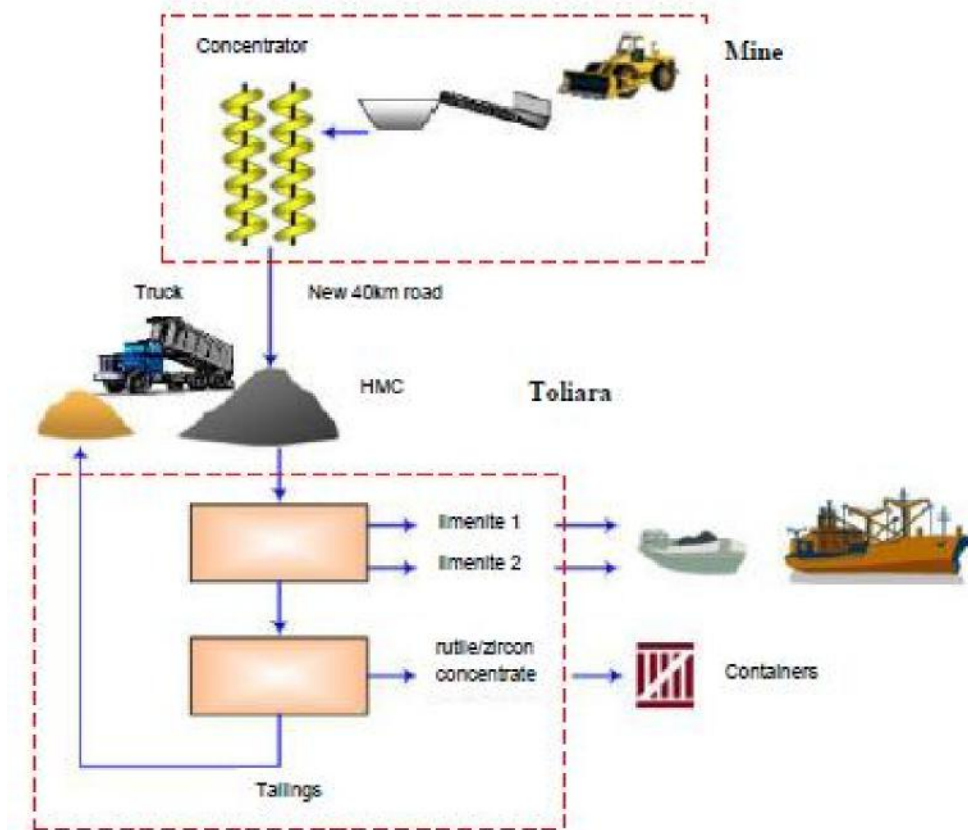 Concentrator
Mine
Truck
New 40km road
HMC
Toliara
Ilmenite 1
Ilmenite 2
rutile/zircon
concentrate
Containers
Tailings